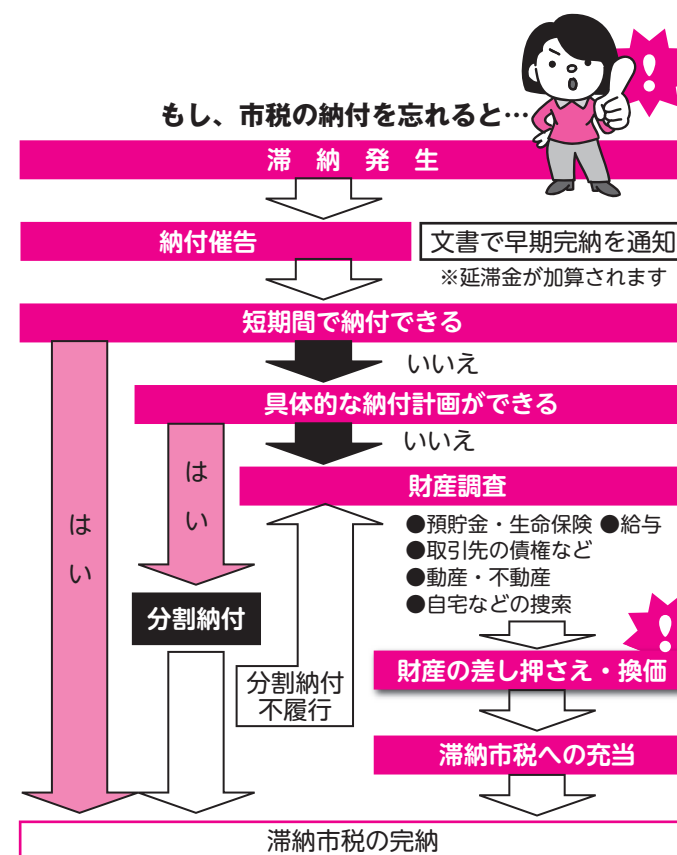 もし、市税の納付を忘れると…
!
滞納発生
納付催告
文書で早期完納を通知
※延滞金が加算されます
短期間で納付できる
いいえ
具体的な納付計画ができる
いいえ
財産調査
はい
はい
●預貯金・生命保険 ●給与
●取引先の債権など
●動産・不動産
●自宅などの捜索
分割納付
!
財産の差し押さえ・換価
分割納付
不履行
滞納市税への充当
滞納市税の完納